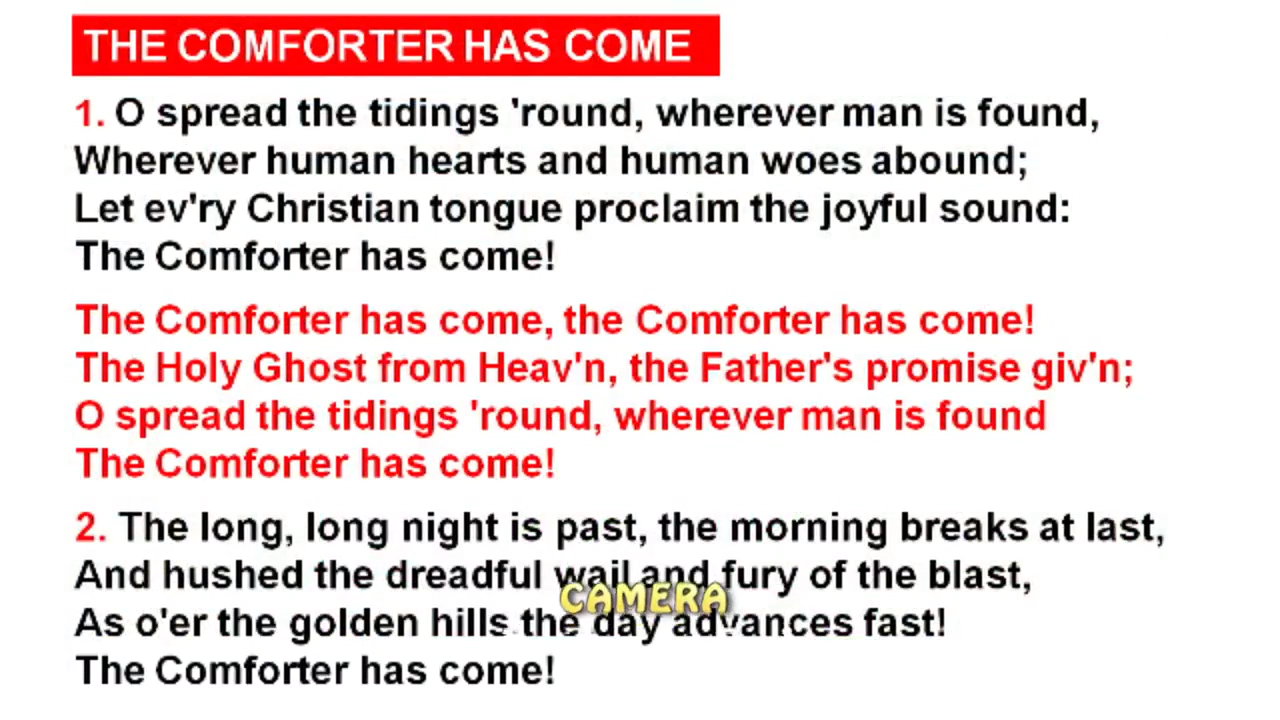 THE COMFORTER HAS COME
1. O spread the tidings 'round, wherever man is found,
Wherever human hearts and human woes abound;
Let ev'ry Christian tongue proclaim the joyful sound:
The Comforter has come!
The Comforter has come, the Comforter has come!
The Holy Ghost from Heav'n, the Father's promise giv'n;
O spread the tidings 'round, wherever man is found
The Comforter has come!
2. The long, long night is past, the morning breaks at last,
And hushed the dreadful wail and fury of the blast,
CAMERA
As o'er the golden hills the day advances fast!
The Comforter has come!